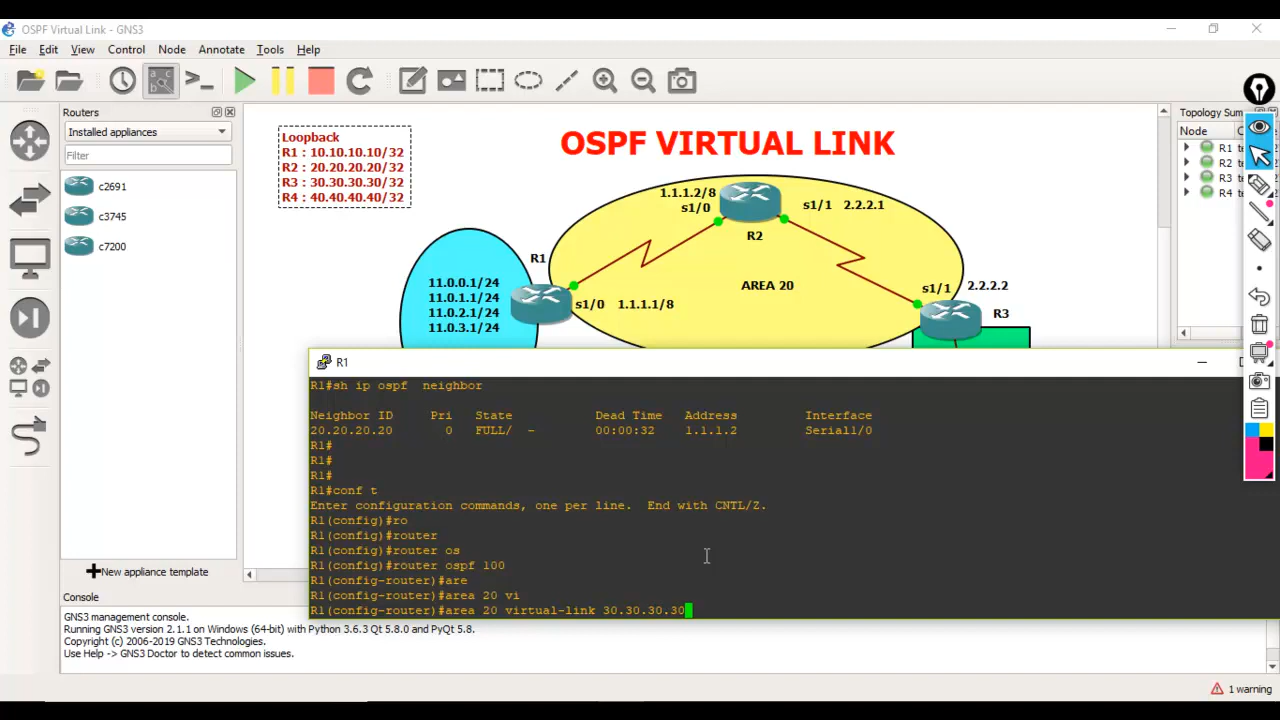 OSPF Virtual Link - GNS3
File Edit View Control Node Annotate Tools Help
Routers
Installed appliances
Filter
c2691
c3745
c7200
New appliance template
Loopback
R1 : 10.10.10.10/32
R2 : 20.20.20.20/32
R3 : 30.30.30.30/32
R4 : 40.40.40.40/32
OSPF VIRTUAL LINK
1.1.1.2/8
s1/0
s1/1 2.2.2.1
R2
R1
AREA 20
11.0.0.1/24
11.0.1.1/24
11.0.2.1/24
11.0.3.1/24
s1/0 1.1.1.1/8
s1/1 2.2.2.2
R3
Topology Sum
Node
R1 te
R2 te
R3 te
R4 te
R1
R1#sh ip ospf  neighbor
Neighbor ID     Pri   State           Dead Time   Address         Interface
20.20.20.20       0   FULL/  -        00:00:32    1.1.1.2         Serial1/0
R1#
R1#
R1#
R1#conf t
Enter configuration commands, one per line.  End with CNTL/Z.
R1(config)#ro
R1(config)#router
R1(config)#router os
R1(config)#router ospf 100
R1(config-router)#are
R1(config-router)#area 20 vi
R1(config-router)#area 20 virtual-link 30.30.30.30
Console
GNS3 management console.
Running GNS3 version 2.1.1 on Windows (64-bit) with Python 3.6.3 Qt 5.8.0 and PyQt 5.8.
Copyright (c) 2006-2019 GNS3 Technologies.
Use Help -> GNS3 Doctor to detect common issues.
1 warning